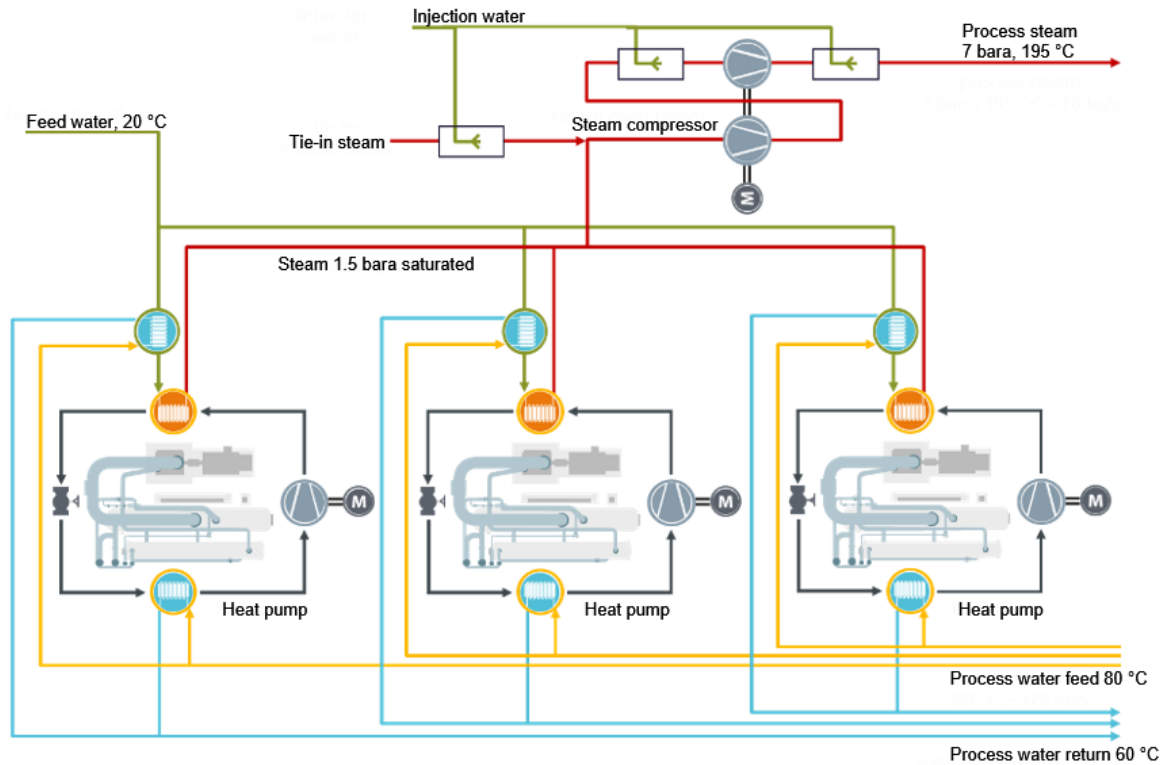 Injection water
Process steam
7 bara, 195 °C
Feed water, 20 °C
Steam compressor
Tie-in steam
M
Steam 1.5 bara saturated
M
M
M
Heat pump
Heat pump
Heat pump
Process water feed 80 °C
Process water return 60 °C